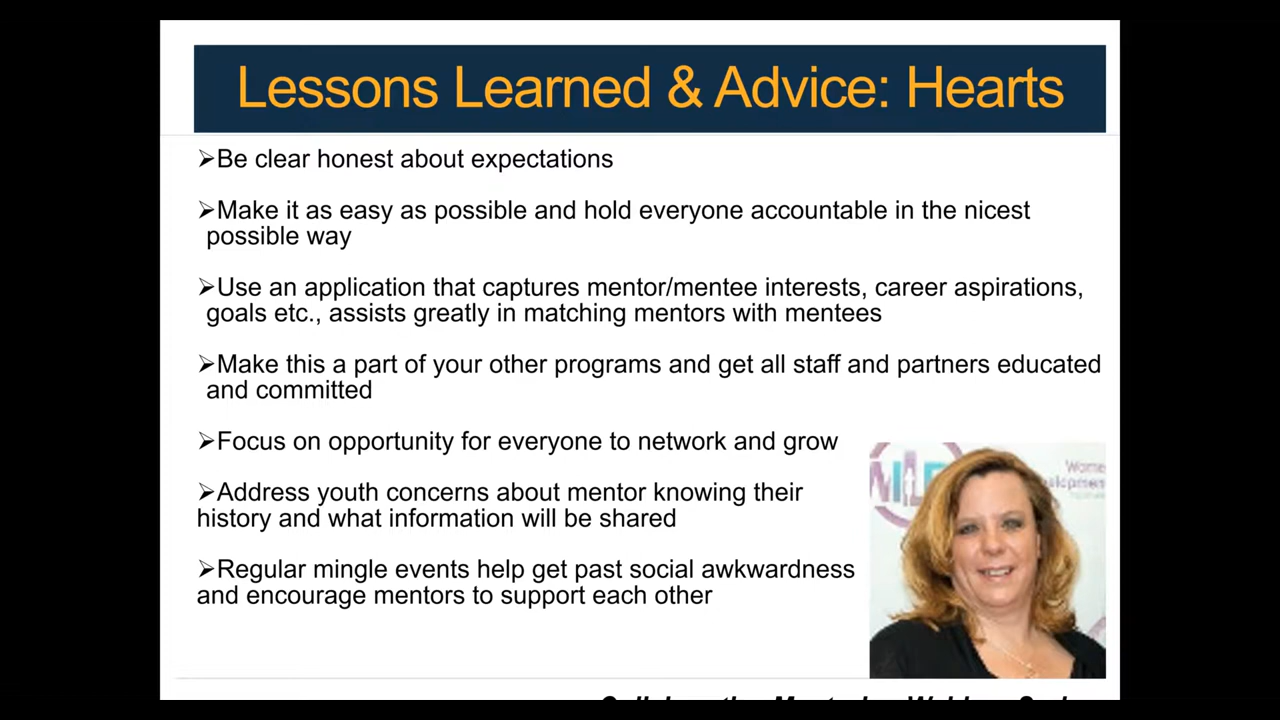 Lessons Learned & Advice: Hearts
➢Be clear honest about expectations
➢Make it as easy as possible and hold everyone accountable in the nicest
possible way
➢Use an application that captures mentor/mentee interests, career aspirations,
goals etc., assists greatly in matching mentors with mentees
➢Make this a part of your other programs and get all staff and partners educated
and committed
➢Focus on opportunity for everyone to network and grow
➢Address youth concerns about mentor knowing their
history and what information will be shared
➢Regular mingle events help get past social awkwardness
and encourage mentors to support each other